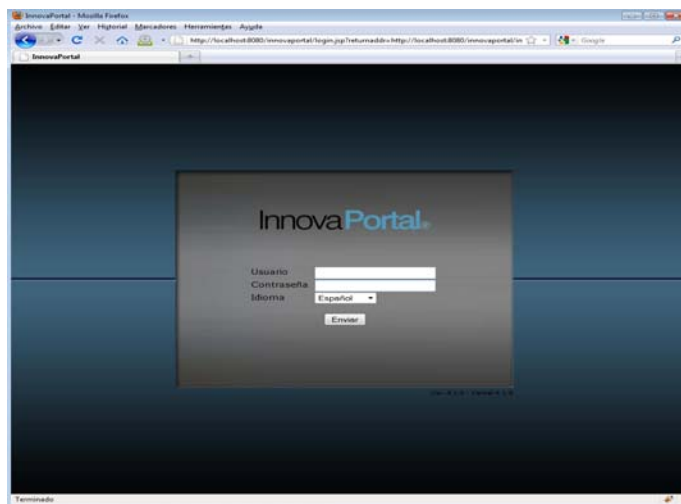 InnovaPortal - Mozilla Firefox
Archivo Editar Ver Historial Marcadores Herramientas Ayuda
http://localhost:8080/innovaportal/login.jsp?returnaddr=http://localhost:8080/innovaportal/in
Google
InnovaPortal
InnovaPortal®
Usuario
Contraseña
Idioma Español
Enviar
Terminado